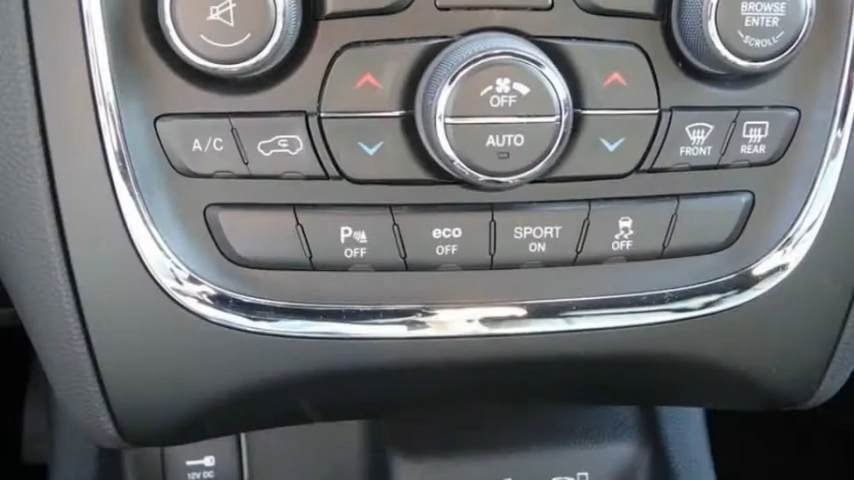 BROWSE
ENTER
SCROLL
OFF
A/C
AUTO
FRONT
REAR
P
OFF
eco
OFF
SPORT
ON
OFF
12V DC